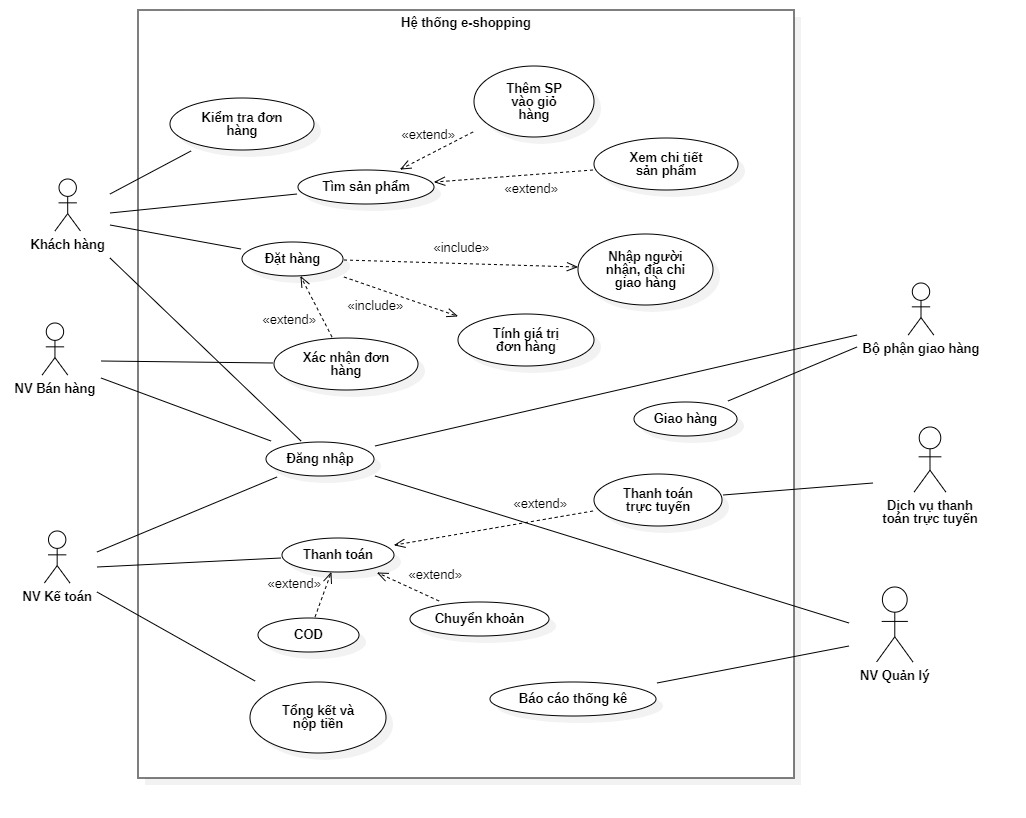 Hệ thống e-shopping
Thêm SP
vào giỏ
hàng
Kiểm tra đơn
hàng
«extend»
Xem chi tiết
sản phẩm
Tìm sản phẩm
«extend»
Khách hàng
Đặt hàng
«include»
Nhập người
nhận, địa chỉ
giao hàng
«include»
«extend»
Tính giá trị
đơn hàng
Bộ phận giao hàng
Xác nhận đơn
hàng
NV Bán hàng
Giao hàng
Đăng nhập
Thanh toán
trực tuyến
«extend»
Dịch vụ thanh
toán trực tuyến
Thanh toán
«extend»
«extend»
NV Kế toán
Chuyển khoản
COD
NV Quản lý
Báo cáo thống kê
Tổng kết và
nộp tiền